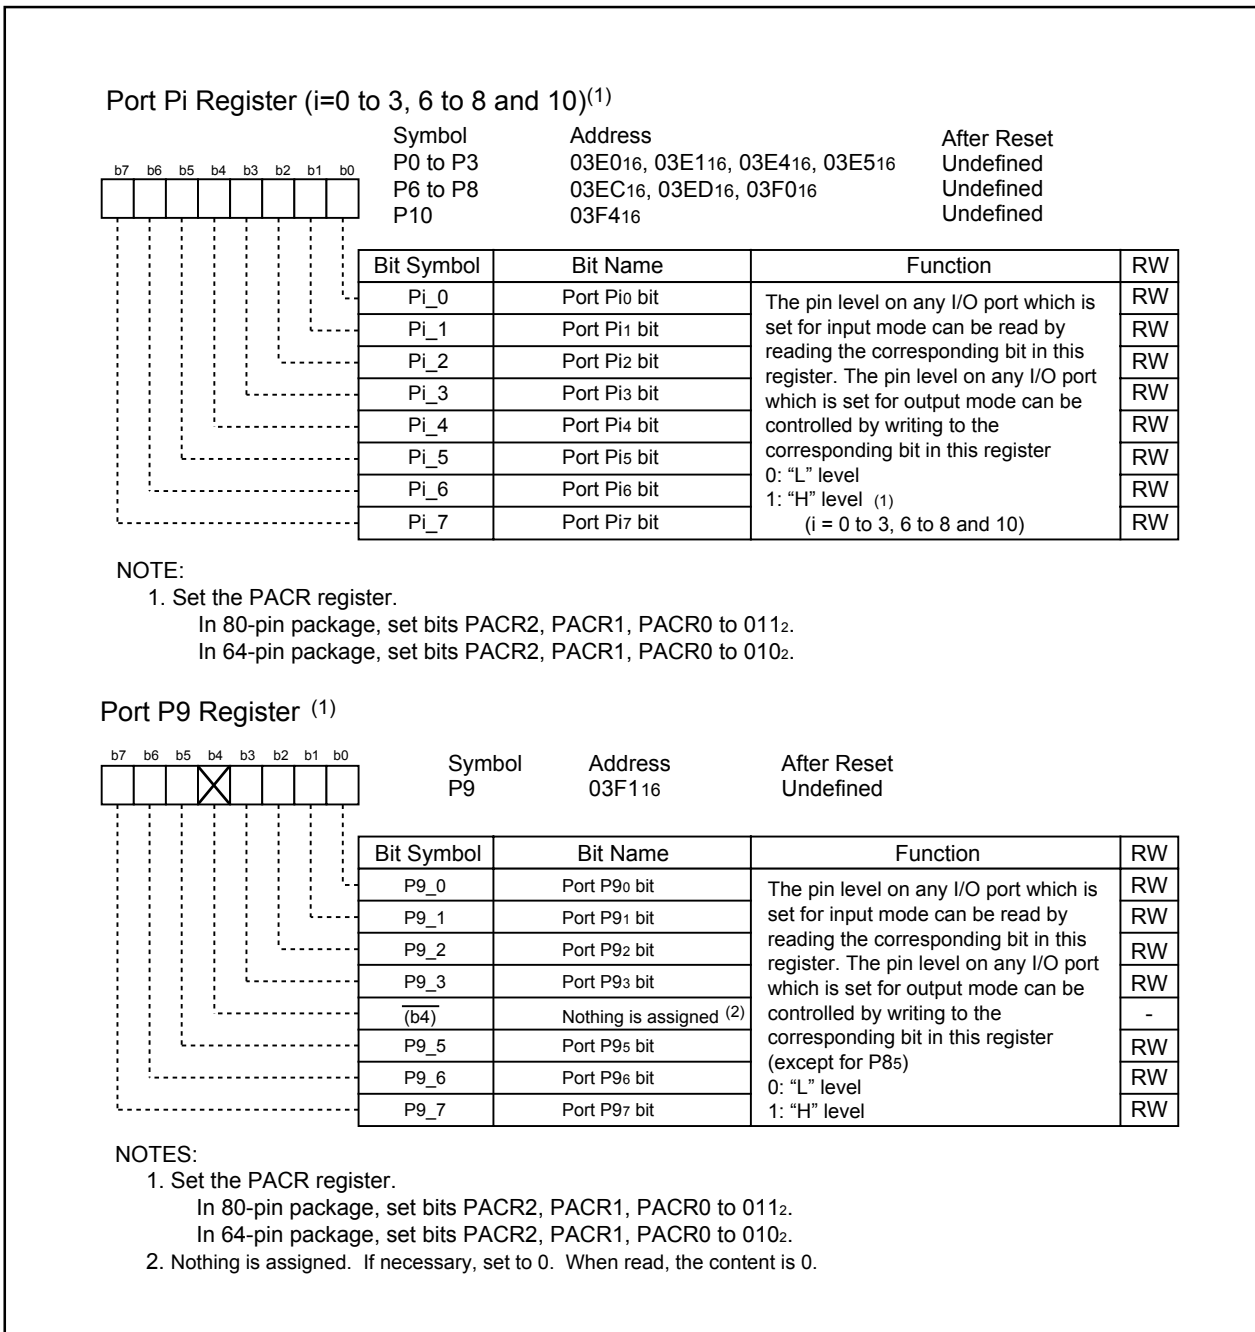 Port Pi Register (i=0 to 3, 6 to 8 and 10)(1)
Symbol Address After Reset
P0 to P3 03E016, 03E116, 03E416, 03E516 Undefined
P6 to P8 03EC16, 03ED16, 03F016 Undefined
P10 03F416 Undefined
b7 b6 b5 b4 b3 b2 b1 b0
Bit Symbol Bit Name Function RW
Pi_0 Port Pi0 bit RW
Pi_1 Port Pi1 bit RW
Pi_2 Port Pi2 bit RW
Pi_3 Port Pi3 bit RW
Pi_4 Port Pi4 bit RW
Pi_5 Port Pi5 bit RW
Pi_6 Port Pi6 bit RW
Pi_7 Port Pi7 bit RW
The pin level on any I/O port which is
set for input mode can be read by
reading the corresponding bit in this
register. The pin level on any I/O port
which is set for output mode can be
controlled by writing to the
corresponding bit in this register
0: “L” level
1: “H” level (1)
(i = 0 to 3, 6 to 8 and 10)
NOTE:
1. Set the PACR register.
In 80-pin package, set bits PACR2, PACR1, PACR0 to 0112.
In 64-pin package, set bits PACR2, PACR1, PACR0 to 0102.
Port P9 Register (1)
b7 b6 b5 b4 b3 b2 b1 b0
Symbol Address After Reset
P9 03F116 Undefined
Bit Symbol Bit Name Function RW
P9_0 Port P90 bit RW
P9_1 Port P91 bit RW
P9_2 Port P92 bit RW
P9_3 Port P93 bit RW
(b4) Nothing is assigned (2) -
P9_5 Port P95 bit RW
P9_6 Port P96 bit RW
P9_7 Port P97 bit RW
The pin level on any I/O port which is
set for input mode can be read by
reading the corresponding bit in this
register. The pin level on any I/O port
which is set for output mode can be
controlled by writing to the
corresponding bit in this register
(except for P85)
0: “L” level
1: “H” level
NOTES:
1. Set the PACR register.
In 80-pin package, set bits PACR2, PACR1, PACR0 to 0112.
In 64-pin package, set bits PACR2, PACR1, PACR0 to 0102.
2. Nothing is assigned. If necessary, set to 0. When read, the content is 0.